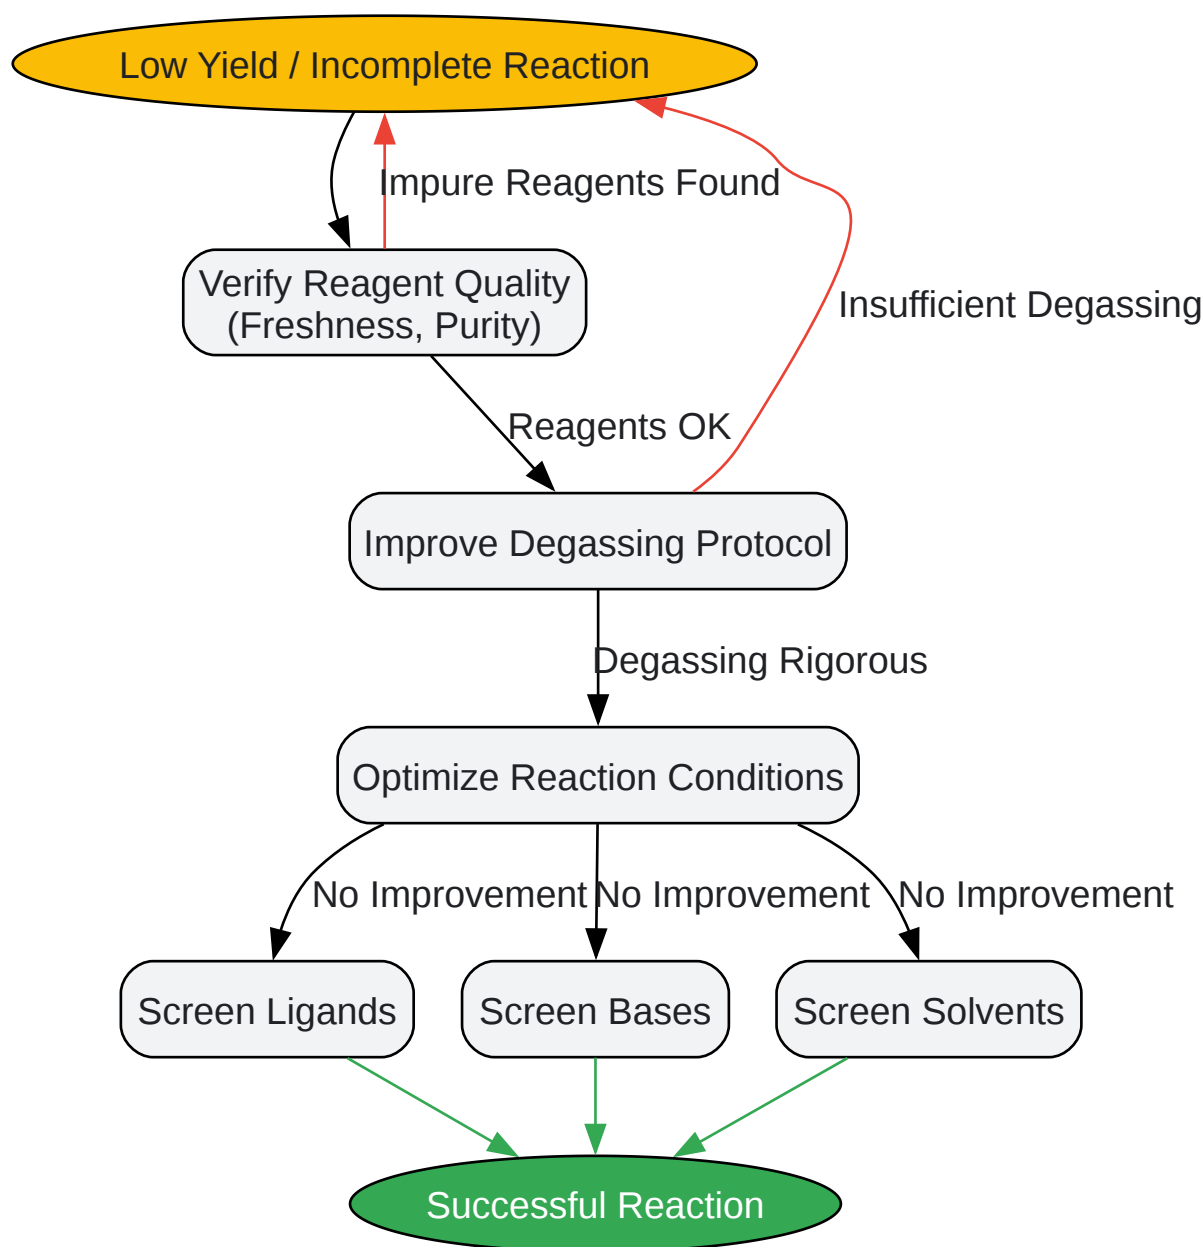 Low Yield / Incomplete Reaction
Impure Reagents Found
Verify Reagent Quality
(Freshness, Purity)
Insufficient Degassing
Reagents OK
Improve Degassing Protocol
Degassing Rigorous
Optimize Reaction Conditions
No Improvement
No Improvement
No Improvement
Screen Ligands
Screen Bases
Screen Solvents
Successful Reaction